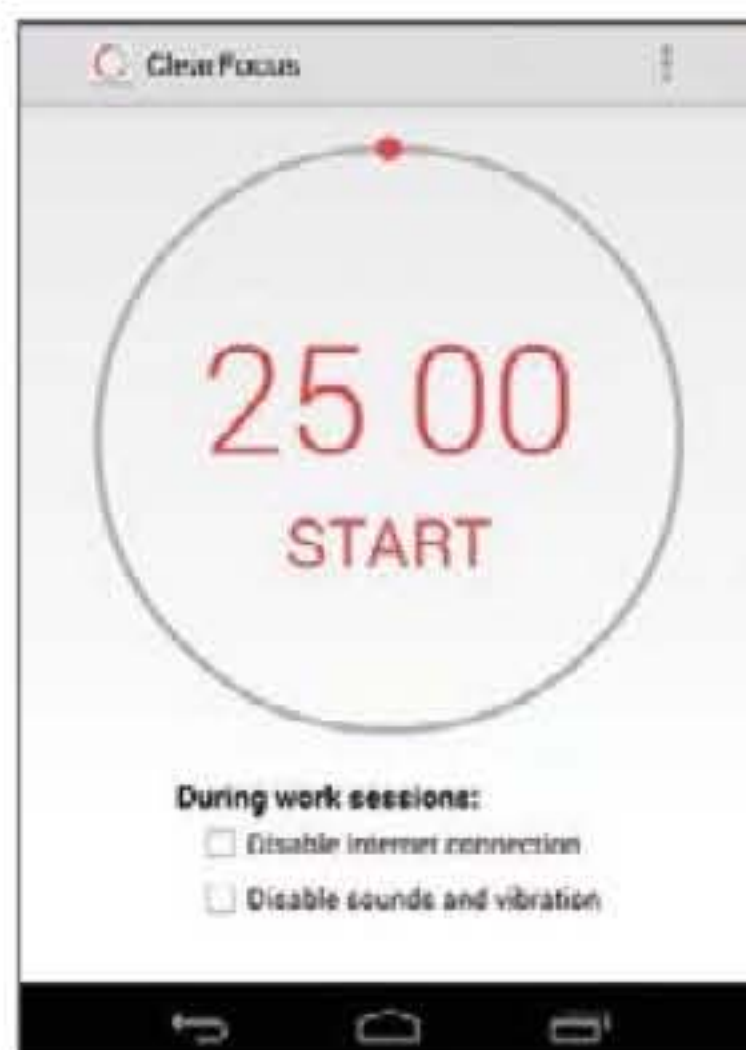 Clear Focus
25 00
START
During work sessions:
Disable internet connection
Disable sounds and vibration